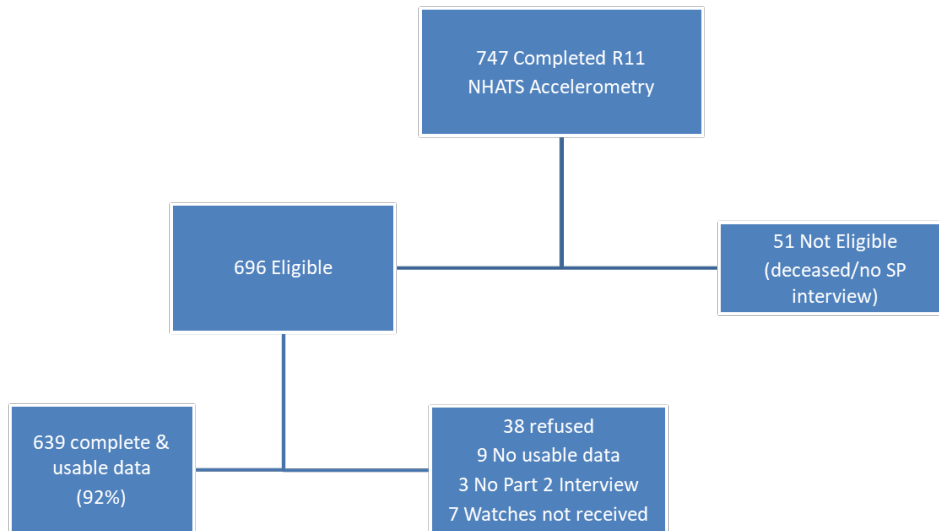 747 Completed R11
NHATS Accelerometry
696 Eligible
51 Not Eligible
(deceased/no SP
interview)
639 complete &
usable data
(92%)
38 refused
9 No usable data
3 No Part 2 Interview
7 Watches not received